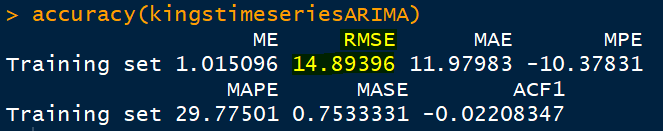 > accuracy(kingstimeseriesARIMA)
ME RMSE MAE MPE
Training set 1.015096 14.89396 11.97983 -10.37831
MAPE MASE ACF1
Training set 29.77501 0.7533331 -0.02208347